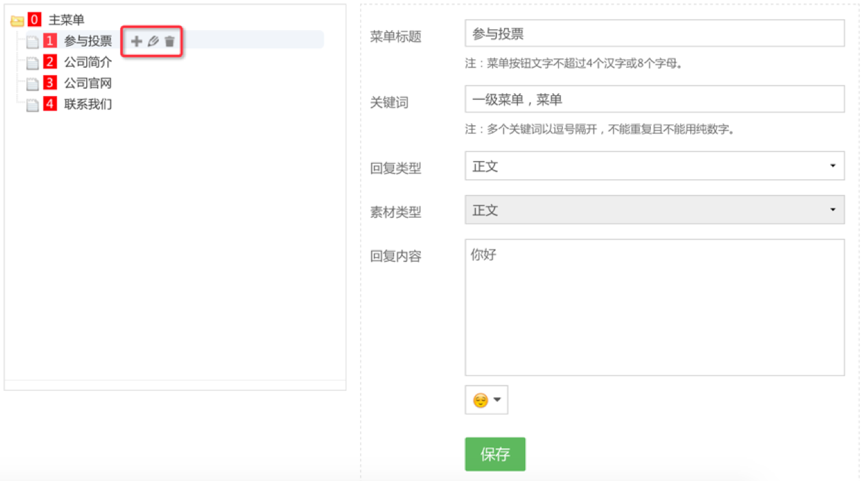 0 主菜单
1 参与投票
2 公司简介
3 公司官网
4 联系我们
菜单标题 参与投票
注：菜单按钮文字不超过4个汉字或8个字母。
关键词 一级菜单，菜单
注：多个关键词以逗号隔开，不能重复且不能用纯数字。
回复类型 正文
素材类型 正文
回复内容 你好
保存